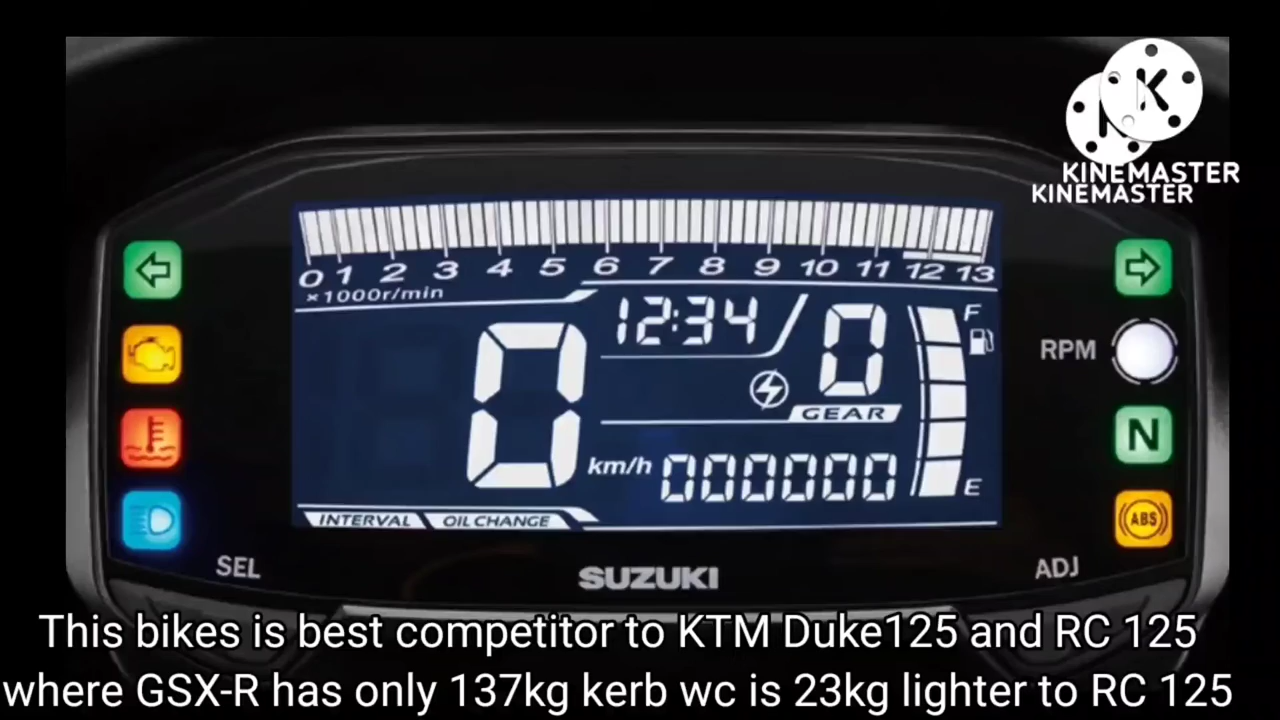 KINEMASTER
KINEMASTER
0 1 2 3 4 5 6 7 8 9 10 11 12 13
×1000r/min
12:34
0
F
RPM
0
GEAR
N
km/h
000000
E
INTERVAL OIL CHANGE
ABS
SEL
ADJ
SUZUKI
This bikes is best competitor to KTM Duke125 and RC 125
where GSX-R has only 137kg kerb wc is 23kg lighter to RC 125